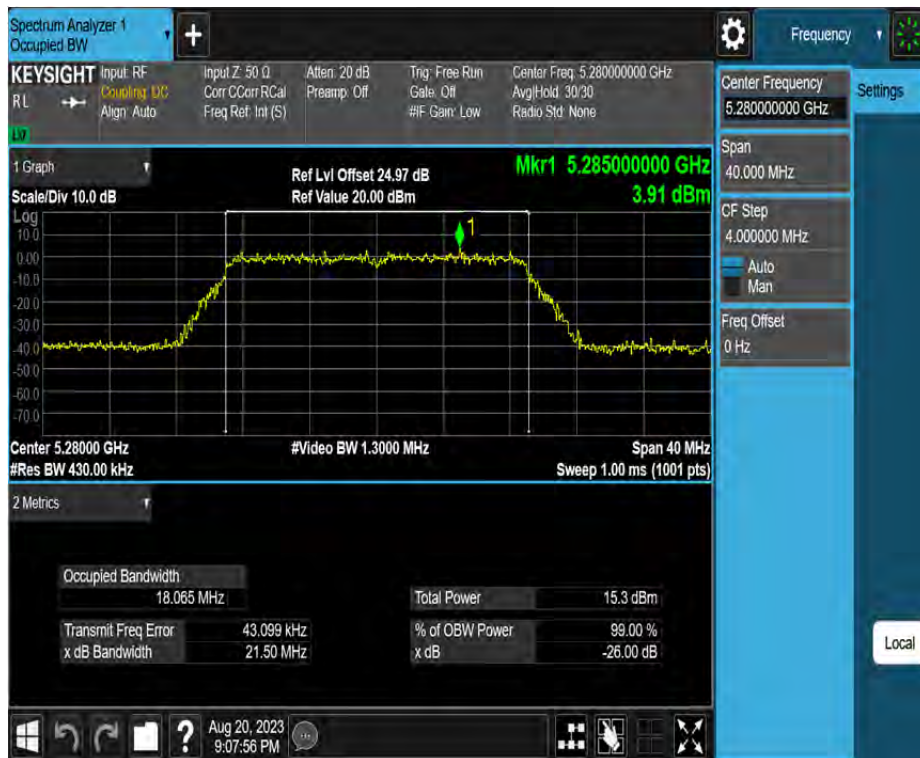 Spectrum Analyzer 1
Occupied BW
Frequency
KEYSIGHT
RL
Input: RF
Coupling: DC
Align: Auto
Input Z: 50 Ω
Corr CCorr RCal
Freq Ref: Int (S)
Atten: 20 dB
Preamp: Off
Trig: Free Run
Gate: Off
#IF Gain: Low
Center Freq: 5.280000000 GHz
Avg|Hold: 30/30
Radio Std: None
Center Frequency
5.280000000 GHz
Settings
Span
40.000 MHz
CF Step
4.000000 MHz
Auto
Man
Freq Offset
0 Hz
1 Graph
Scale/Div 10.0 dB
Ref Lvl Offset 24.97 dB
Ref Value 20.00 dBm
Mkr1 5.285000000 GHz
3.91 dBm
Log
10.0
0.00
-10.0
-20.0
-30.0
-40.0
-50.0
-60.0
-70.0
1
Center 5.28000 GHz
#Res BW 430.00 kHz
#Video BW 1.3000 MHz
Span 40 MHz
Sweep 1.00 ms (1001 pts)
2 Metrics
Occupied Bandwidth
18.065 MHz
Total Power 15.3 dBm
Transmit Freq Error 43.099 kHz
% of OBW Power 99.00 %
x dB Bandwidth 21.50 MHz
x dB -26.00 dB
Local
Aug 20, 2023
9:07:56 PM